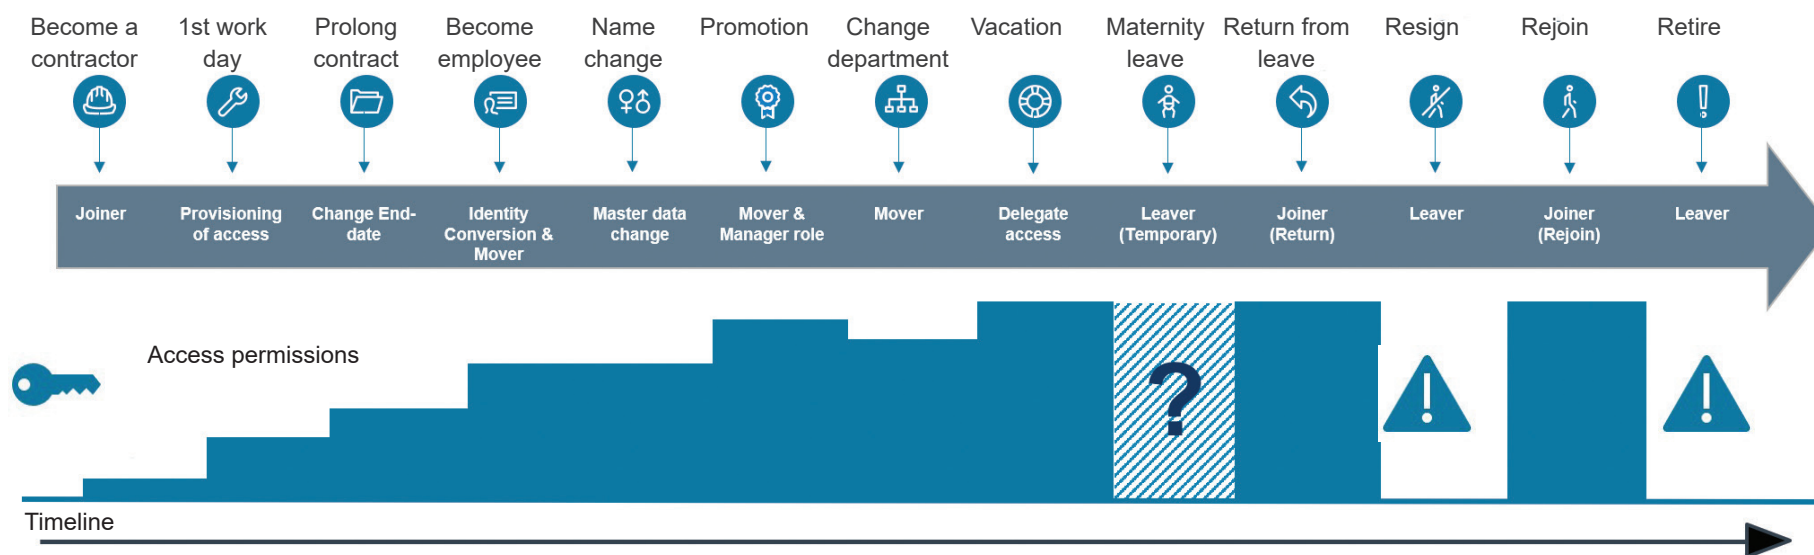 Become a
contractor
1st work
day
Prolong
contract
Become
employee
Name
change
Promotion
Change
department
Vacation
Maternity
leave
Return from
leave
Resign
Rejoin
Retire
Joiner
Provisioning
of access
Change End-
date
Identity
Conversion &
Mover
Master data
change
Mover &
Manager role
Mover
Delegate
access
Leaver
(Temporary)
Joiner
(Return)
Leaver
Joiner
(Rejoin)
Leaver
Access permissions
?
Timeline